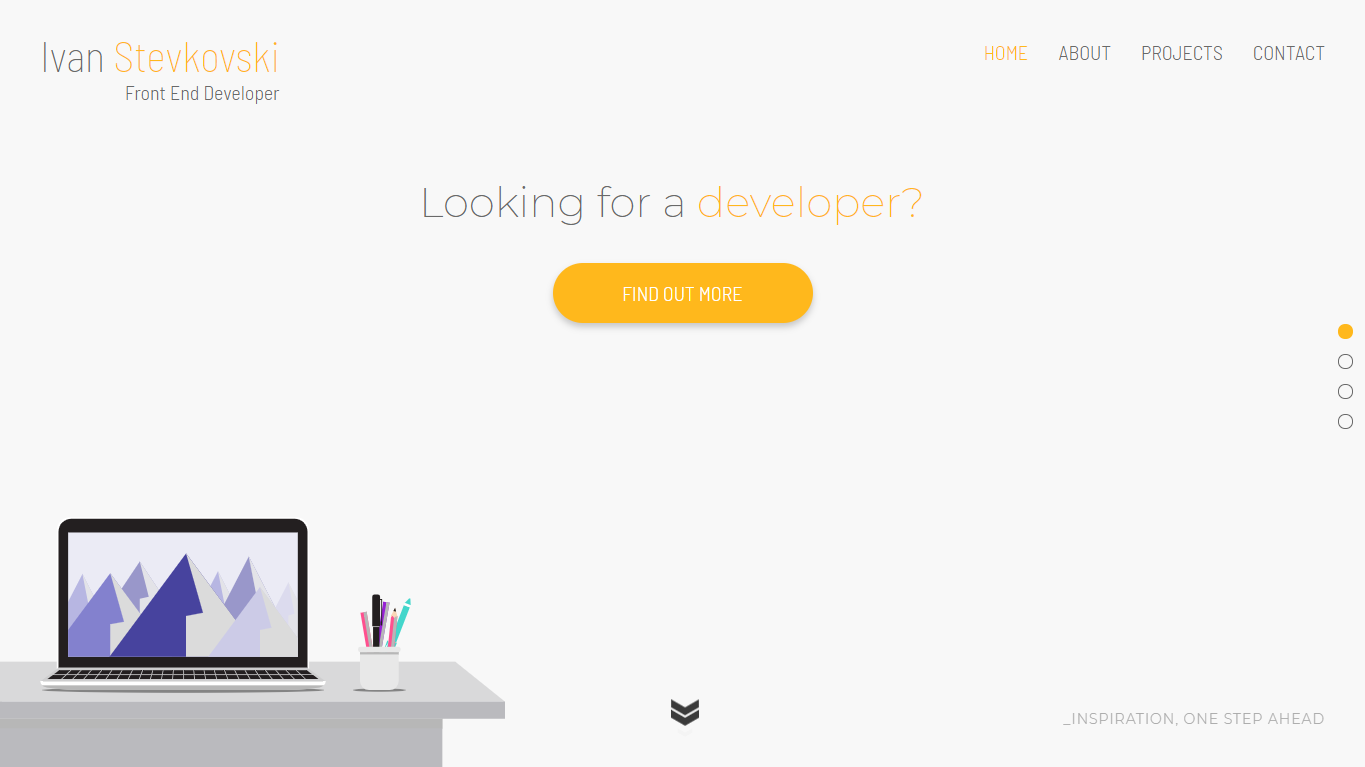 Ivan Stevkovski
Front End Developer
HOME ABOUT PROJECTS CONTACT
Looking for a developer?
FIND OUT MORE
_INSPIRATION, ONE STEP AHEAD